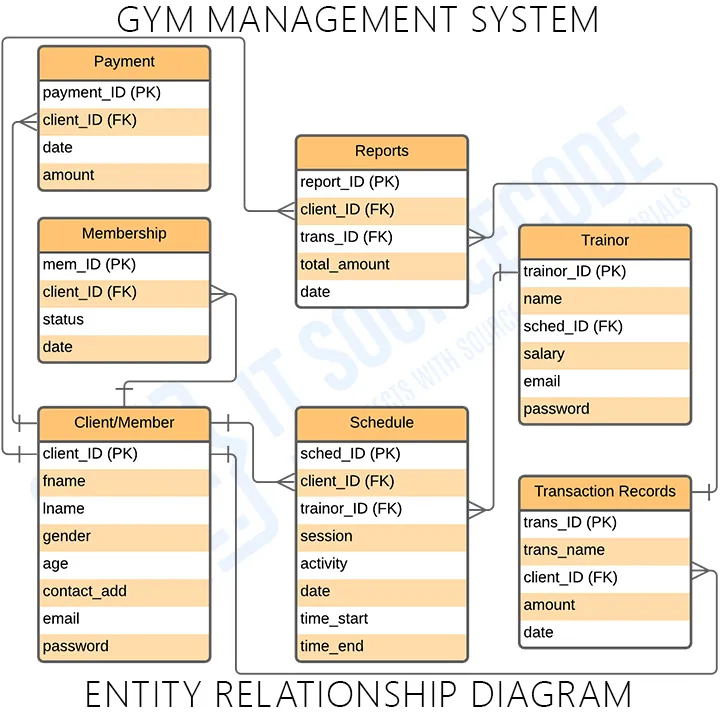 GYM MANAGEMENT SYSTEM
Payment
payment_ID (PK)
client_ID (FK)
date
amount
Membership
mem_ID (PK)
client_ID (FK)
status
date
Client/Member
client_ID (PK)
fname
lname
gender
age
contact_add
email
password
Reports
report_ID (PK)
client_ID (FK)
trans_ID (FK)
total_amount
date
Schedule
sched_ID (PK)
client_ID (FK)
trainor_ID (FK)
session
activity
date
time_start
time_end
Trainor
trainor_ID (PK)
name
sched_ID (FK)
salary
email
password
Transaction Records
trans_ID (PK)
trans_name
client_ID (FK)
amount
date
IT SOURCECODE
ENTITY RELATIONSHIP DIAGRAM